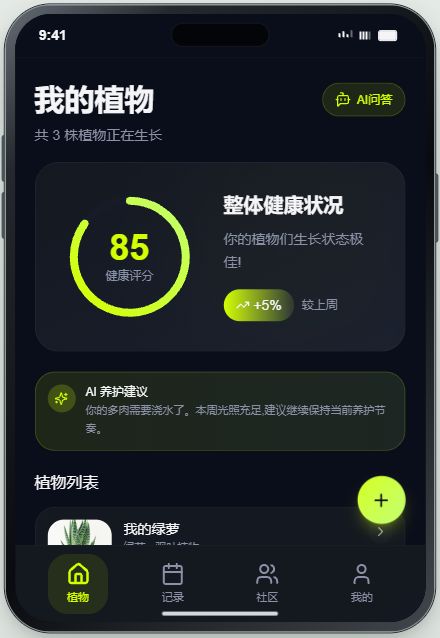 9:41
我的植物
AI问答
共 3 株植物正在生长
85
健康评分
整体健康状况
你的植物们生长状态极
佳!
+5%
较上周
AI 养护建议
你的多肉需要浇水了。本周光照充足,建议继续保持当前养护节
奏。
植物列表
我的绿萝
植物
记录
社区
我的